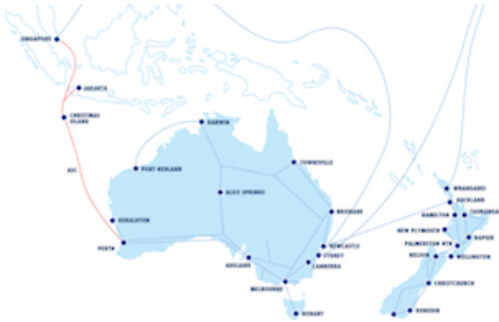 SINGAPORE
JAKARTA
CHRISTMAS
ISLAND
ASC
DARWIN
PORT HEDLAND
TOWNSVILLE
ALICE SPRINGS
GERALDTON
PERTH
BRISBANE
NEWCASTLE
SYDNEY
CANBERRA
ADELAIDE
MELBOURNE
HOBART
WHANGAREI
AUCKLAND
HAMILTON
TAURANGA
NEW PLYMOUTH
NAPIER
PALMERSTON NTH
NELSON
WELLINGTON
CHRISTCHURCH
DUNEDIN